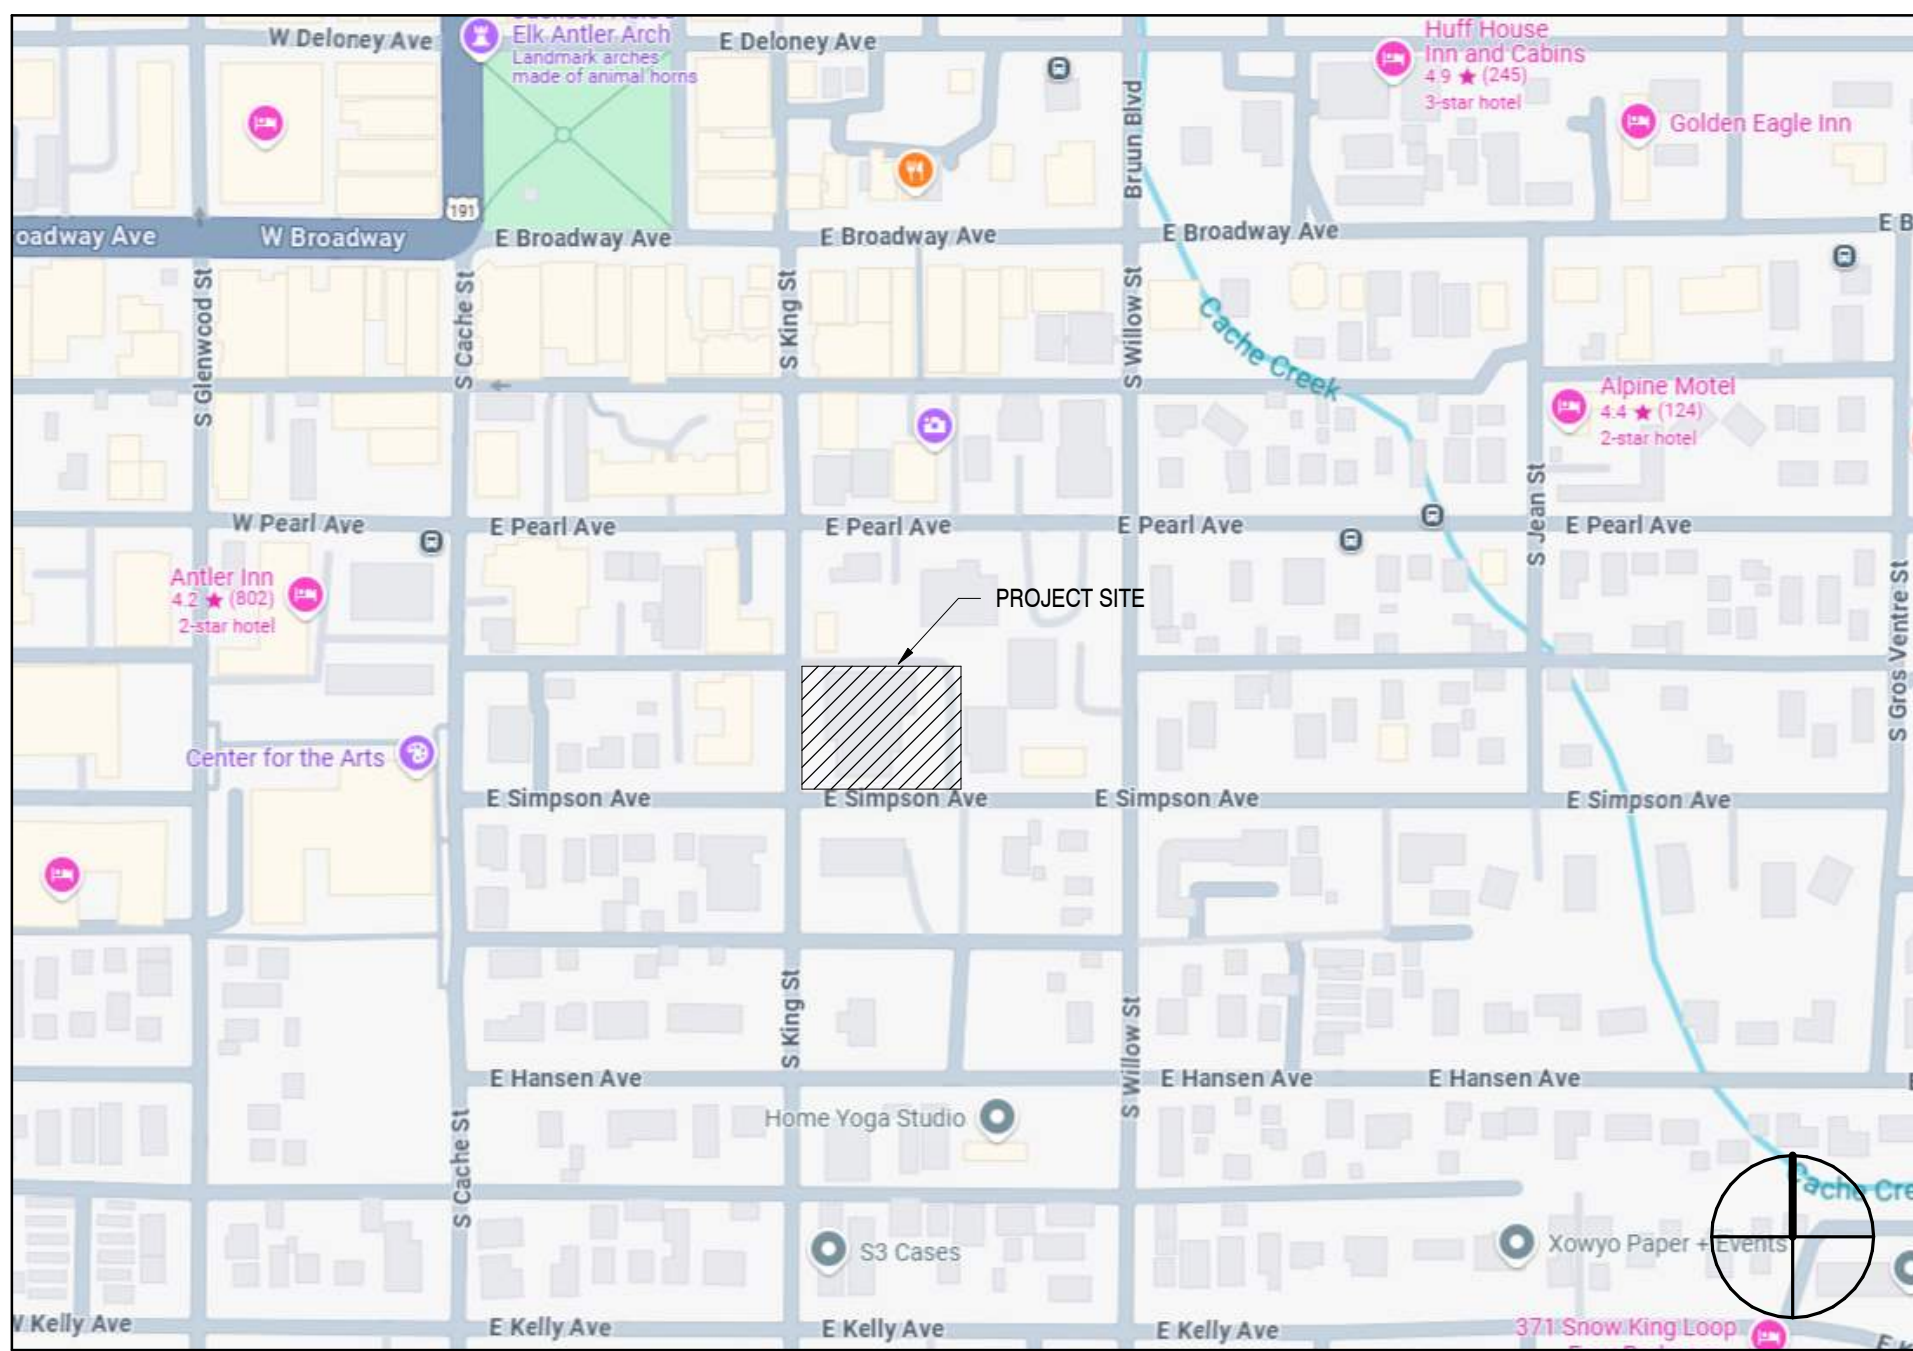 W Deloney Ave
Elk Antler Arch
Landmark arches
made of animal horns
E Deloney Ave
Huff House
Inn and Cabins
4.9 ★ (245)
3-star hotel
Golden Eagle Inn
Bruun Blvd
191
oadway Ave
W Broadway
E Broadway Ave
E Broadway Ave
E Broadway Ave
E B
S Glenwood St
S Cache St
S King St
S Willow St
Cache Creek
Alpine Motel
4.4 ★ (124)
2-star hotel
S Jean St
W Pearl Ave
E Pearl Ave
E Pearl Ave
E Pearl Ave
E Pearl Ave
Antler Inn
4.2 ★ (802)
2-star hotel
PROJECT SITE
S Gros Ventre St
Center for the Arts
E Simpson Ave
E Simpson Ave
E Simpson Ave
E Simpson Ave
S King St
S Willow St
E Hansen Ave
E Hansen Ave
E Hansen Ave
Home Yoga Studio
S Cache St
Cache Cre
S3 Cases
Xowyo Paper + Events
W Kelly Ave
E Kelly Ave
E Kelly Ave
E Kelly Ave
371 Snow King Loop
E K